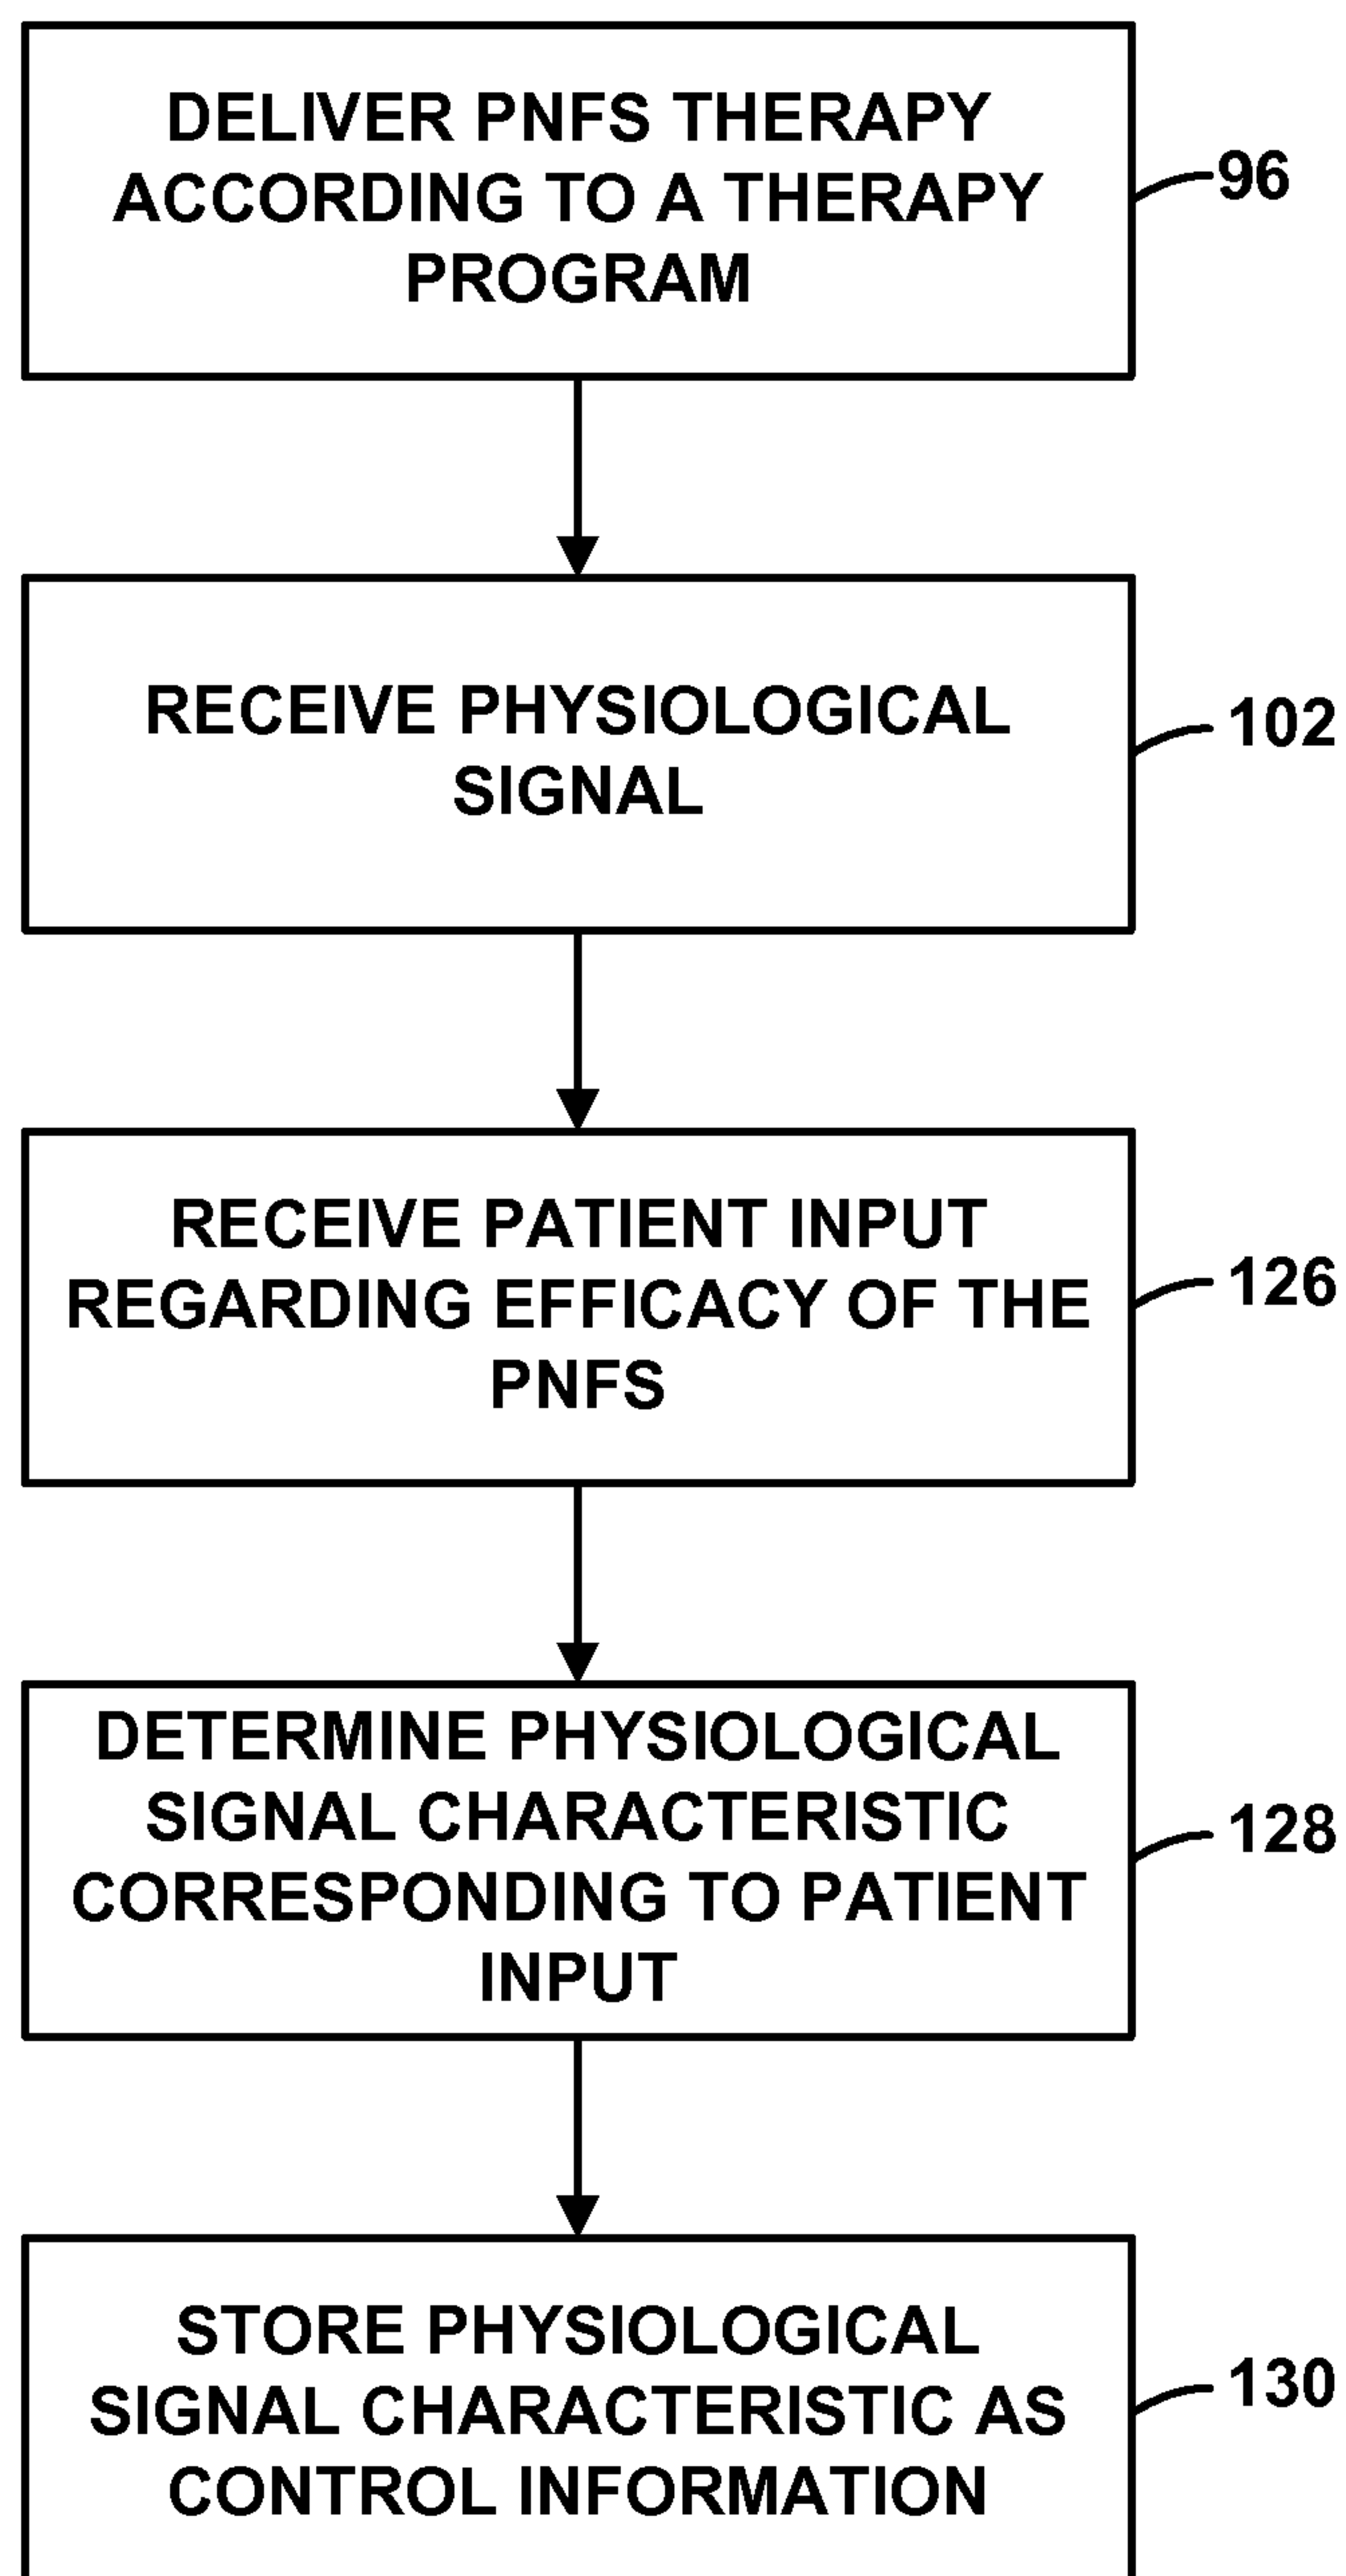 DELIVER PNFS THERAPY
ACCORDING TO A THERAPY
PROGRAM
96
RECEIVE PHYSIOLOGICAL
SIGNAL
102
RECEIVE PATIENT INPUT
REGARDING EFFICACY OF THE
PNFS
126
DETERMINE PHYSIOLOGICAL
SIGNAL CHARACTERISTIC
CORRESPONDING TO PATIENT
INPUT
128
STORE PHYSIOLOGICAL
SIGNAL CHARACTERISTIC AS
CONTROL INFORMATION
130